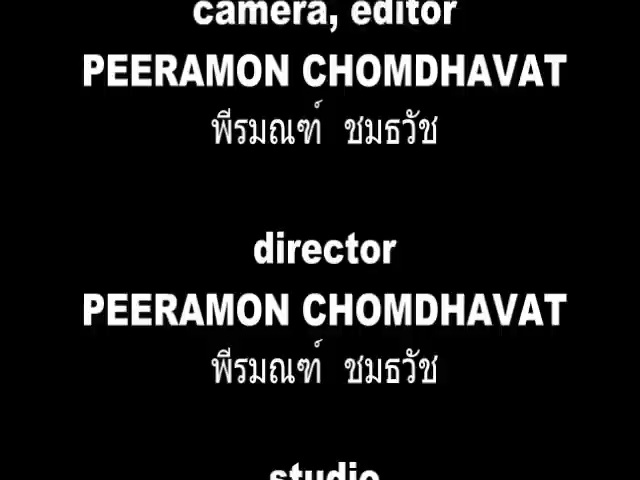 camera, editor
PEERAMON CHOMDHAVAT
พีรมณฑ์ ชมธวัช
director
PEERAMON CHOMDHAVAT
พีรมณฑ์ ชมธวัช
studio